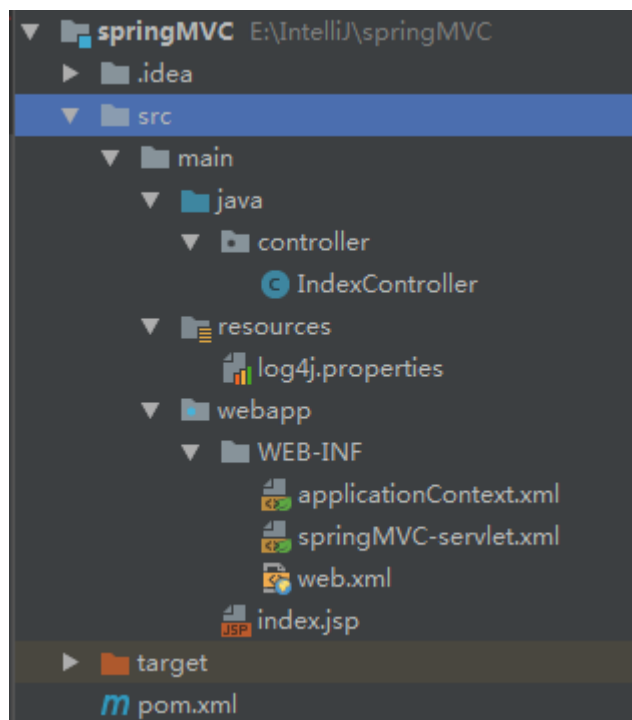 springMVC E:\IntelliJ\springMVC
.idea
src
main
java
controller
C IndexController
resources
log4j.properties
webapp
WEB-INF
applicationContext.xml
springMVC-servlet.xml
web.xml
JSP index.jsp
target
m pom.xml